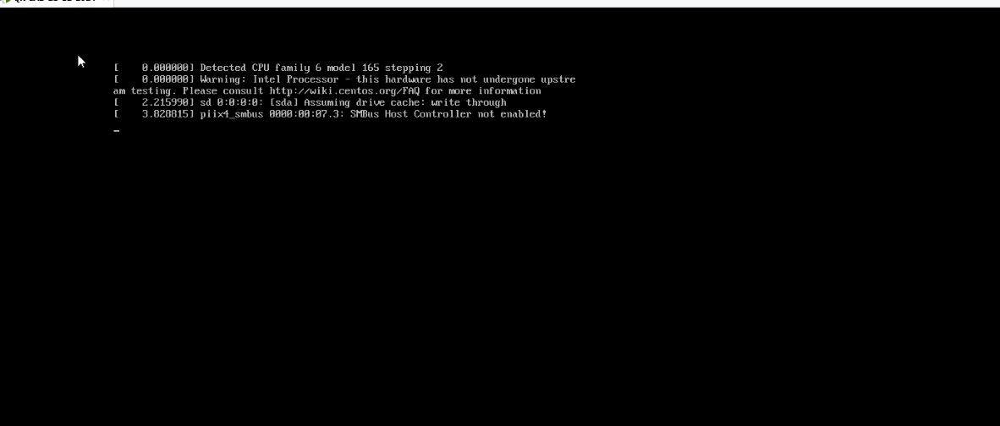 [    0.000000] Detected CPU family 6 model 165 stepping 2
[    0.000000] Warning: Intel Processor - this hardware has not undergone upstre
am testing. Please consult http://wiki.centos.org/FAQ for more information
[    2.215990] sd 0:0:0:0: [sda] Assuming drive cache: write through
[    3.828815] piix4_smbus 0000:00:07.3: SMBus Host Controller not enabled!
_